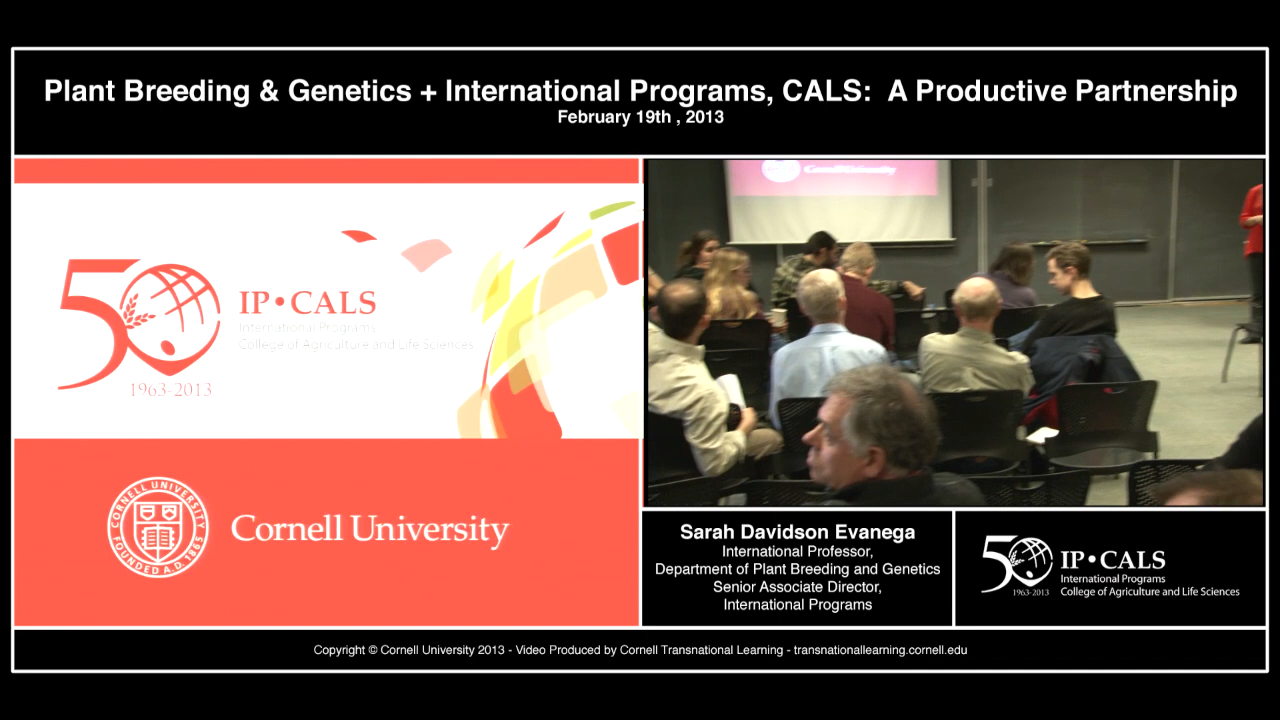 Plant Breeding & Genetics + International Programs, CALS: A Productive Partnership
February 19th , 2013
50
IP•CALS
International Programs
College of Agriculture and Life Sciences
1963-2013
CORNELL UNIVERSITY
FOUNDED A.D. 1865
Cornell University
Cornell University
Sarah Davidson Evanega
International Professor,
Department of Plant Breeding and Genetics
Senior Associate Director,
International Programs
50
1963-2013
IP•CALS
International Programs
College of Agriculture and Life Sciences
Copyright © Cornell University 2013 - Video Produced by Cornell Transnational Learning - transnationallearning.cornell.edu